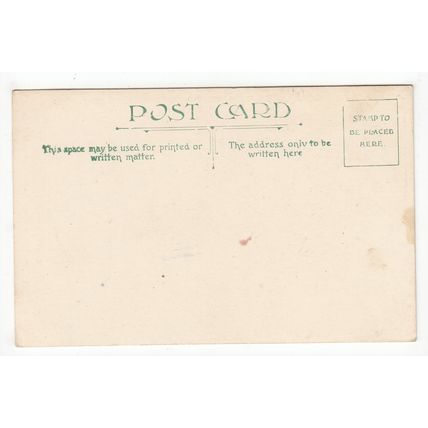 POST CARD
This space may be used for printed or
written matter.
The address only to be
written here
STAMP TO
BE PLACED
HERE.